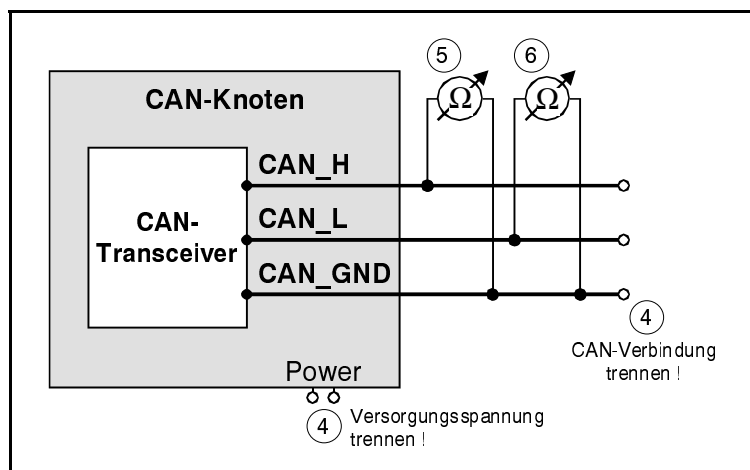 5
6
Ω
Ω
CAN-Knoten
CAN_H
CAN-
Transceiver
CAN_L
CAN_GND
4
CAN-Verbindung
trennen !
Power
4
Versorgungsspannung
trennen !